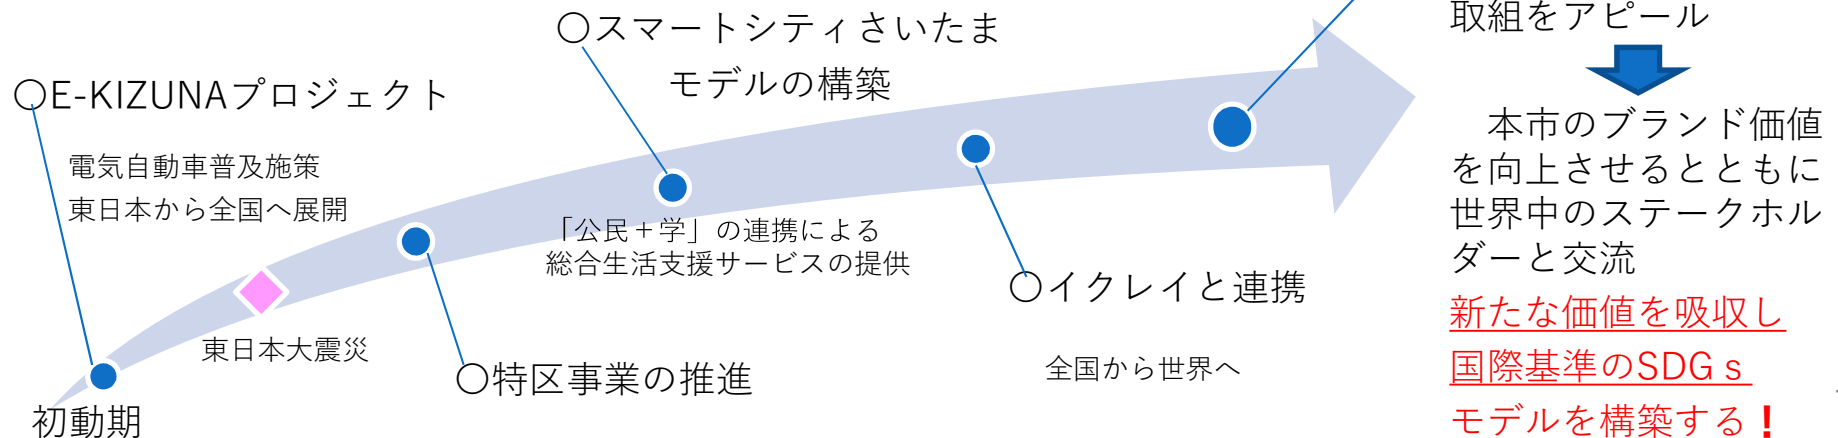 〇E-KIZUNAプロジェクト
電気自動車普及施策
東日本から全国へ展開
初動期
東日本大震災
〇特区事業の推進
〇スマートシティさいたま
モデルの構築
「公民＋学」の連携による
総合生活支援サービスの提供
〇イクレイと連携
全国から世界へ
取組をアピール
本市のブランド価値
を向上させるとともに
世界中のステークホル
ダーと交流
新たな価値を吸収し
国際基準のSDGｓ
モデルを構築する！